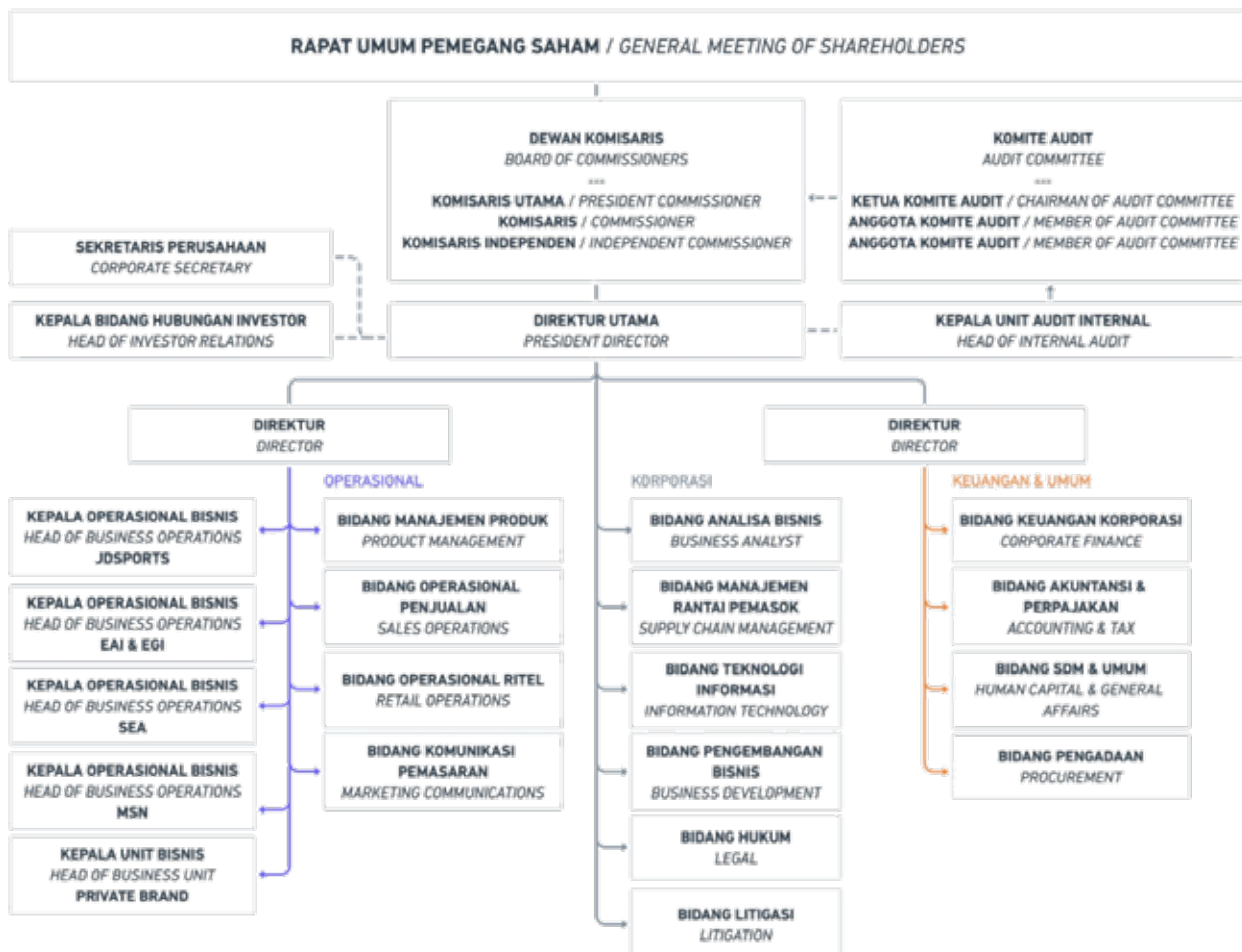 RAPAT UMUM PEMEGANG SAHAM / GENERAL MEETING OF SHAREHOLDERS
DEWAN KOMISARIS
BOARD OF COMMISSIONERS
---
KOMISARIS UTAMA / PRESIDENT COMMISSIONER
KOMISARIS / COMMISSIONER
KOMISARIS INDEPENDEN / INDEPENDENT COMMISSIONER
KOMITE AUDIT
AUDIT COMMITTEE
---
KETUA KOMITE AUDIT / CHAIRMAN OF AUDIT COMMITTEE
ANGGOTA KOMITE AUDIT / MEMBER OF AUDIT COMMITTEE
ANGGOTA KOMITE AUDIT / MEMBER OF AUDIT COMMITTEE
SEKRETARIS PERUSAHAAN
CORPORATE SECRETARY
KEPALA BIDANG HUBUNGAN INVESTOR
HEAD OF INVESTOR RELATIONS
DIREKTUR UTAMA
PRESIDENT DIRECTOR
KEPALA UNIT AUDIT INTERNAL
HEAD OF INTERNAL AUDIT
DIREKTUR
DIRECTOR
DIREKTUR
DIRECTOR
OPERASIONAL
KEPALA OPERASIONAL BISNIS
HEAD OF BUSINESS OPERATIONS
JDSPORTS
KEPALA OPERASIONAL BISNIS
HEAD OF BUSINESS OPERATIONS
EAI & EGI
KEPALA OPERASIONAL BISNIS
HEAD OF BUSINESS OPERATIONS
SEA
KEPALA OPERASIONAL BISNIS
HEAD OF BUSINESS OPERATIONS
MSN
KEPALA UNIT BISNIS
HEAD OF BUSINESS UNIT
PRIVATE BRAND
BIDANG MANAJEMEN PRODUK
PRODUCT MANAGEMENT
BIDANG OPERASIONAL
PENJUALAN
SALES OPERATIONS
BIDANG OPERASIONAL RITEL
RETAIL OPERATIONS
BIDANG KOMUNIKASI
PEMASARAN
MARKETING COMMUNICATIONS
KORPORASI
BIDANG ANALISA BISNIS
BUSINESS ANALYST
BIDANG MANAJEMEN
RANTAI PEMASOK
SUPPLY CHAIN MANAGEMENT
BIDANG TEKNOLOGI
INFORMASI
INFORMATION TECHNOLOGY
BIDANG PENGEMBANGAN
BISNIS
BUSINESS DEVELOPMENT
BIDANG HUKUM
LEGAL
BIDANG LITIGASI
LITIGATION
KEUANGAN & UMUM
BIDANG KEUANGAN KORPORASI
CORPORATE FINANCE
BIDANG AKUNTANSI &
PERPAJAKAN
ACCOUNTING & TAX
BIDANG SDM & UMUM
HUMAN CAPITAL & GENERAL
AFFAIRS
BIDANG PENGADAAN
PROCUREMENT